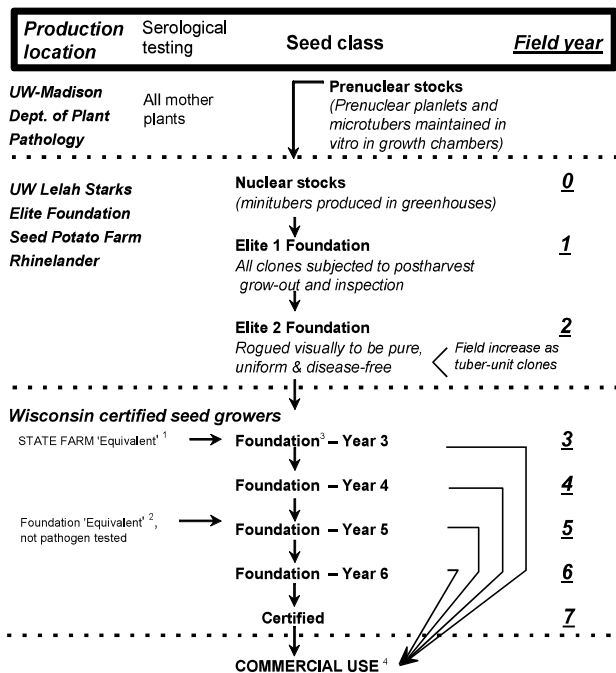 Production location
Serological testing
Seed class
Field year
UW-Madison
Dept. of Plant
Pathology
All mother
plants
Prenuclear stocks
(Prenuclear planlets and
microtubers maintained in
vitro in growth chambers)
UW Lelah Starks
Elite Foundation
Seed Potato Farm
Rhinelander
Nuclear stocks
(minitubers produced in greenhouses)
0
Elite 1 Foundation
All clones subjected to postharvest
grow-out and inspection
1
Elite 2 Foundation
Rogued visually to be pure,
uniform & disease-free
Field increase as
tuber-unit clones
2
Wisconsin certified seed growers
STATE FARM 'Equivalent' 1
Foundation3 – Year 3
3
Foundation – Year 4
4
Foundation 'Equivalent' 2,
not pathogen tested
Foundation – Year 5
5
Foundation – Year 6
6
Certified
7
COMMERCIAL USE 4